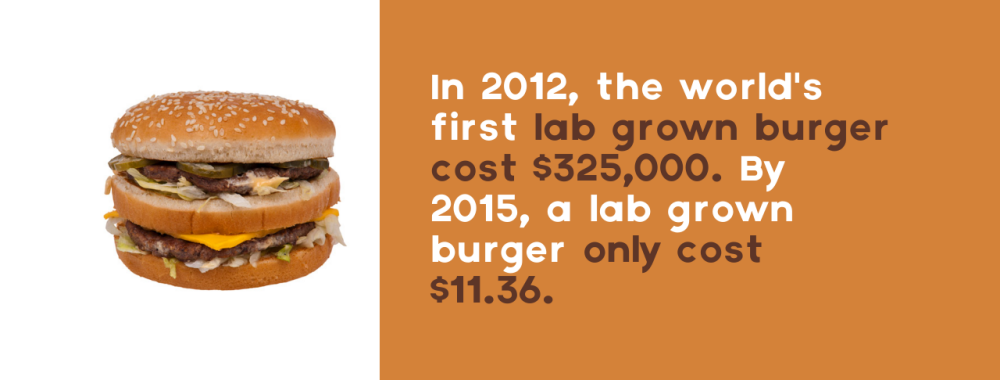 In 2012, the world's
first lab grown burger
cost $325,000. By
2015, a lab grown
burger only cost
$11.36.